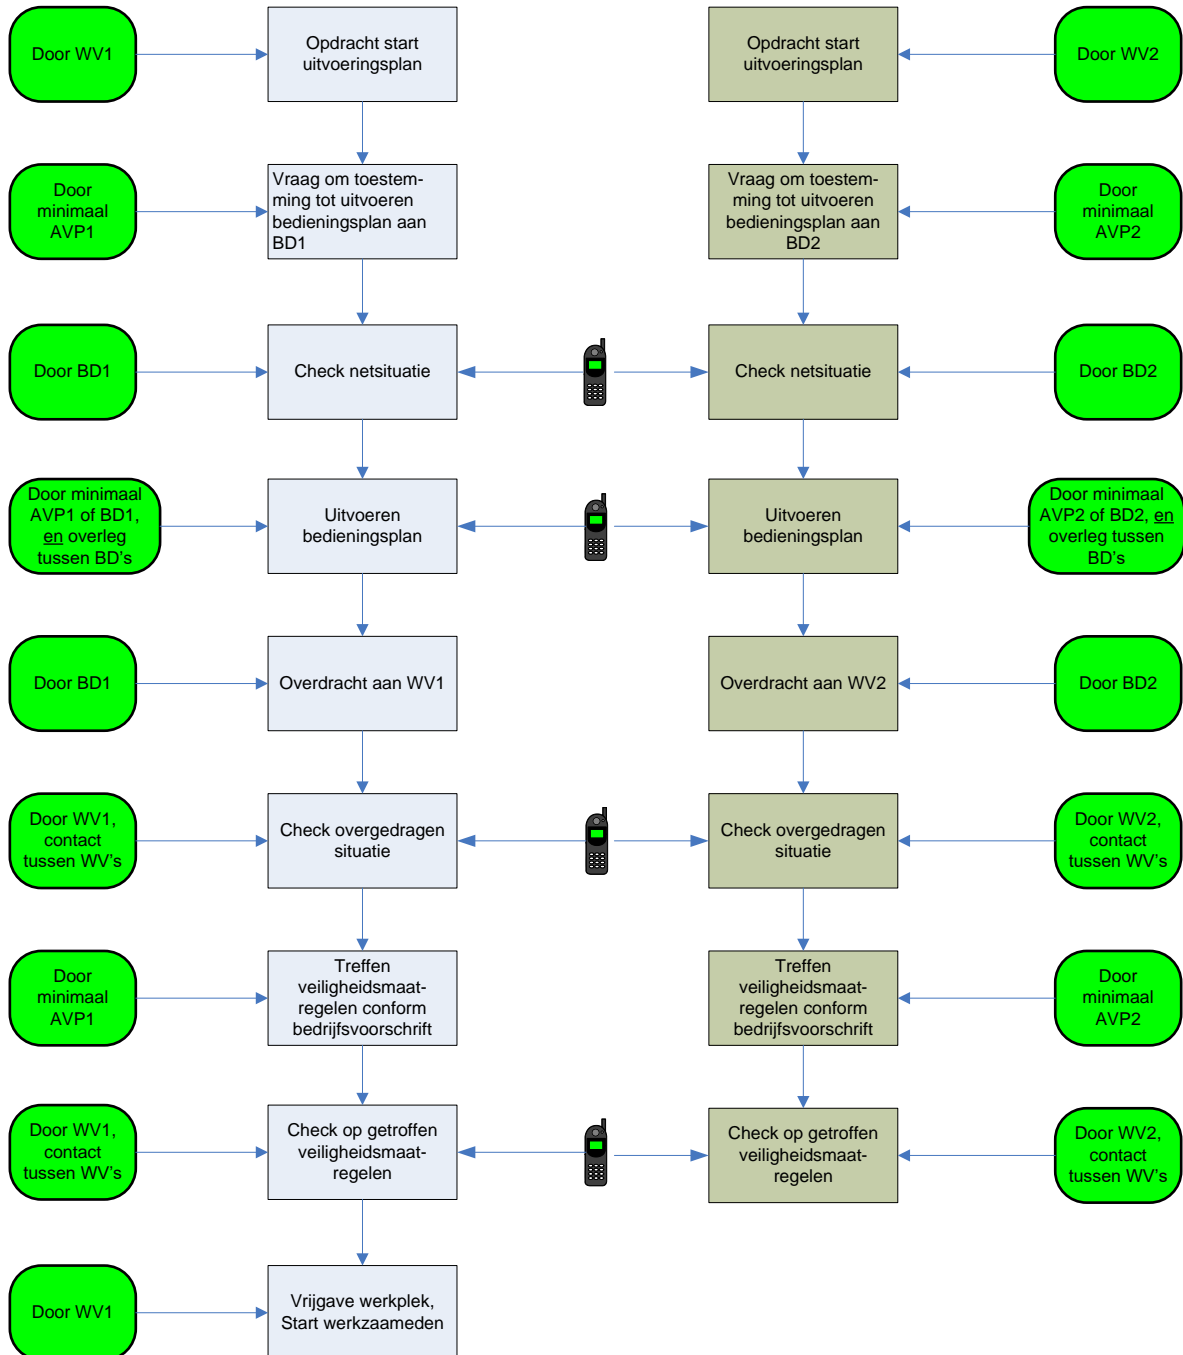 Door WV1
Opdracht start
uitvoeringsplan
Opdracht start
uitvoeringsplan
Door WV2
Door
minimaal
AVP1
Vraag om toestem-
ming tot uitvoeren
bedieningsplan aan
BD1
Vraag om toestem-
ming tot uitvoeren
bedieningsplan aan
BD2
Door
minimaal
AVP2
Door BD1
Check netsituatie
Check netsituatie
Door BD2
Door minimaal
AVP1 of BD1,
en overleg
tussen BD's
Uitvoeren
bedieningsplan
Uitvoeren
bedieningsplan
Door minimaal
AVP2 of BD2, en
overleg tussen
BD's
Door BD1
Overdracht aan WV1
Overdracht aan WV2
Door BD2
Door WV1,
contact
tussen WV's
Check overgedragen
situatie
Check overgedragen
situatie
Door WV2,
contact
tussen WV's
Door
minimaal
AVP1
Treffen
veiligheidsmaat-
regelen conform
bedrijfsvoorschrift
Treffen
veiligheidsmaat-
regelen conform
bedrijfsvoorschrift
Door
minimaal
AVP2
Door WV1,
contact
tussen WV's
Check op getroffen
veiligheidsmaat-
regelen
Check op getroffen
veiligheidsmaat-
regelen
Door WV2,
contact
tussen WV's
Door WV1
Vrijgave werkplek,
Start werkzaameden